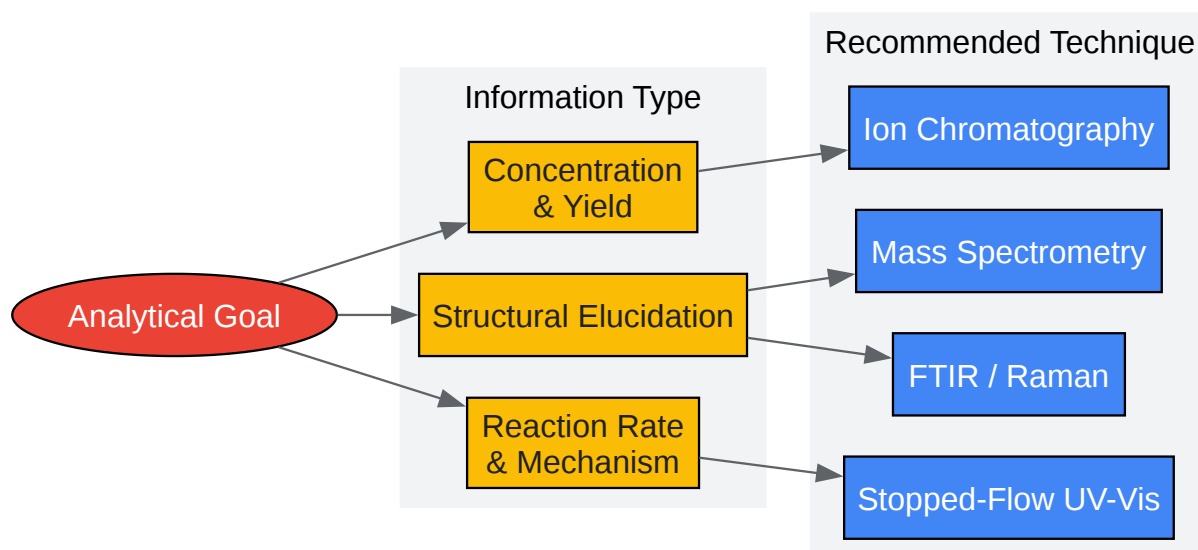 Recommended Technique
Information Type
Ion Chromatography
Concentration
& Yield
Mass Spectrometry
Analytical Goal
Structural Elucidation
FTIR / Raman
Reaction Rate
& Mechanism
Stopped-Flow UV-Vis